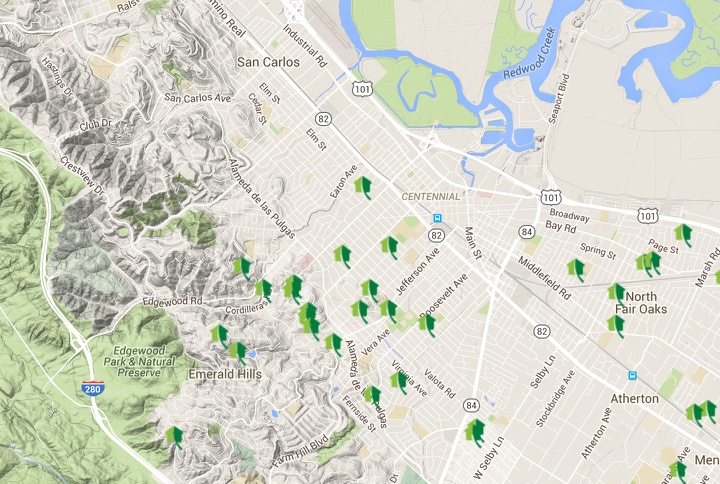 Ralst
mino Real
Industrial Rd
San Carlos
Redwood Creek
Hastings Dr
101
Seaport Blvd
San Carlos Ave
Elm St
Cedar St
82
Club Dr
Elm St
Crestview Dr
Eaton Ave
Alameda de las Pulgas
CENTENNIAL
101
Broadway
101
Bay Rd
82
Main St
84
Page St
Spring St
Marsh Rd
Jefferson Ave
Middlefield Rd
Edgewood Rd
Cordilleras
Roosevelt Ave
North
Fair Oaks
82
Vera Ave
Edgewood
Park & Natural
Preserve
Emerald Hills
Alameda de
Pulgas
Virginia Ave
Valota Rd
Selby Ln
280
Fernside St
84
Stockbridge Ave
Atherton
Atherton Ave
Farm Hill Blvd
W Selby Ln
Dr
Men